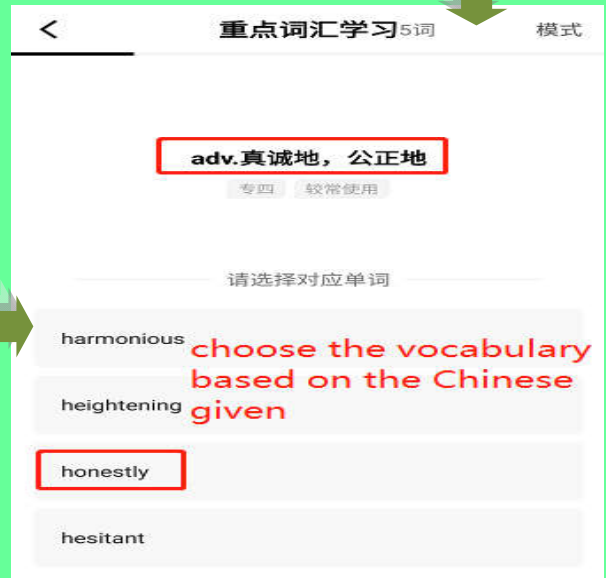 < 重点词汇学习5词 模式
adv.真诚地，公正地
专四 较常使用
请选择对应单词
harmonious
choose the vocabulary
based on the Chinese
given
heightening
honestly
hesitant